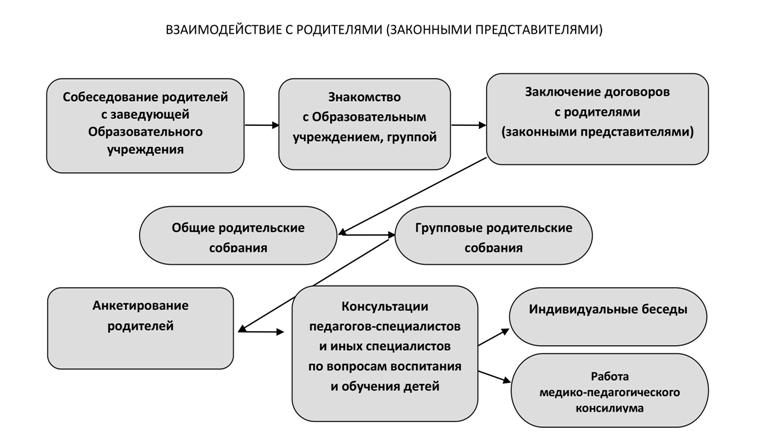 ВЗАИМОДЕЙСТВИЕ С РОДИТЕЛЯМИ (ЗАКОННЫМИ ПРЕДСТАВИТЕЛЯМИ)
Собеседование родителей
с заведующей
Образовательного
учреждения
Знакомство
с Образовательным
учреждением, группой
Заключение договоров
с родителями
(законными представителями)
Общие родительские
собрания
Групповые родительские
собрания
Анкетирование
родителей
Консультации
педагогов-специалистов
и иных специалистов
по вопросам воспитания
и обучения детей
Индивидуальные беседы
Работа
медико-педагогического
консилиума